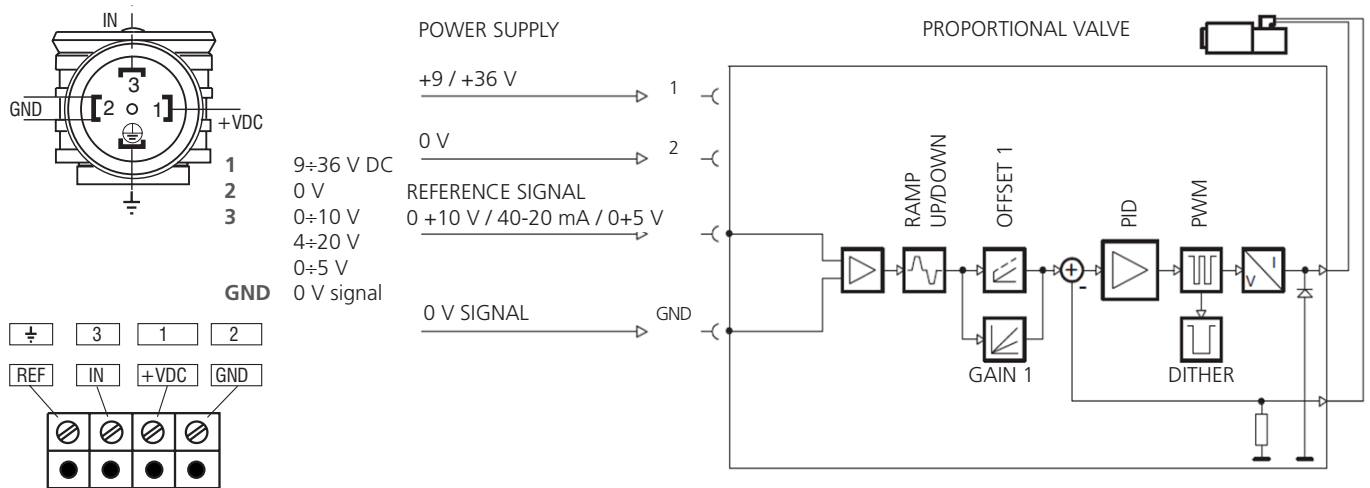 IN
3
GND
2
1
+VDC
1 9÷36 V DC
2 0 V
3 0÷10 V
4÷20 V
0÷5 V
GND 0 V signal
3 1 2
REF IN +VDC GND
POWER SUPPLY
+9 / +36 V 1
0 V 2
REFERENCE SIGNAL
0 +10 V / 40-20 mA / 0+5 V
0 V SIGNAL GND
PROPORTIONAL VALVE
RAMP
UP/DOWN
OFFSET 1
PID
PWM
+
-
V
I
GAIN 1
DITHER